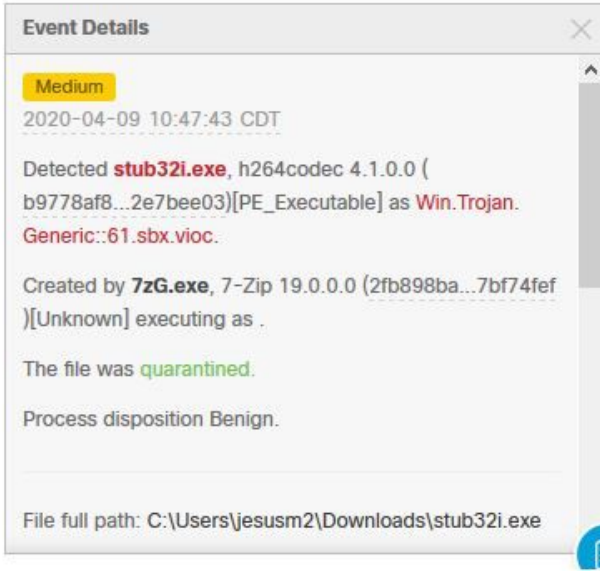 Event Details
Medium
2020-04-09 10:47:43 CDT
Detected stub32i.exe, h264codec 4.1.0.0 (
b9778af8...2e7bee03)[PE_Executable] as Win.Trojan.
Generic::61.sbx.vioc.
Created by 7zG.exe, 7-Zip 19.0.0.0 (2fb898ba...7bf74fef
)[Unknown] executing as .
The file was quarantined.
Process disposition Benign.
File full path: C:\Users\jesusm2\Downloads\stub32i.exe